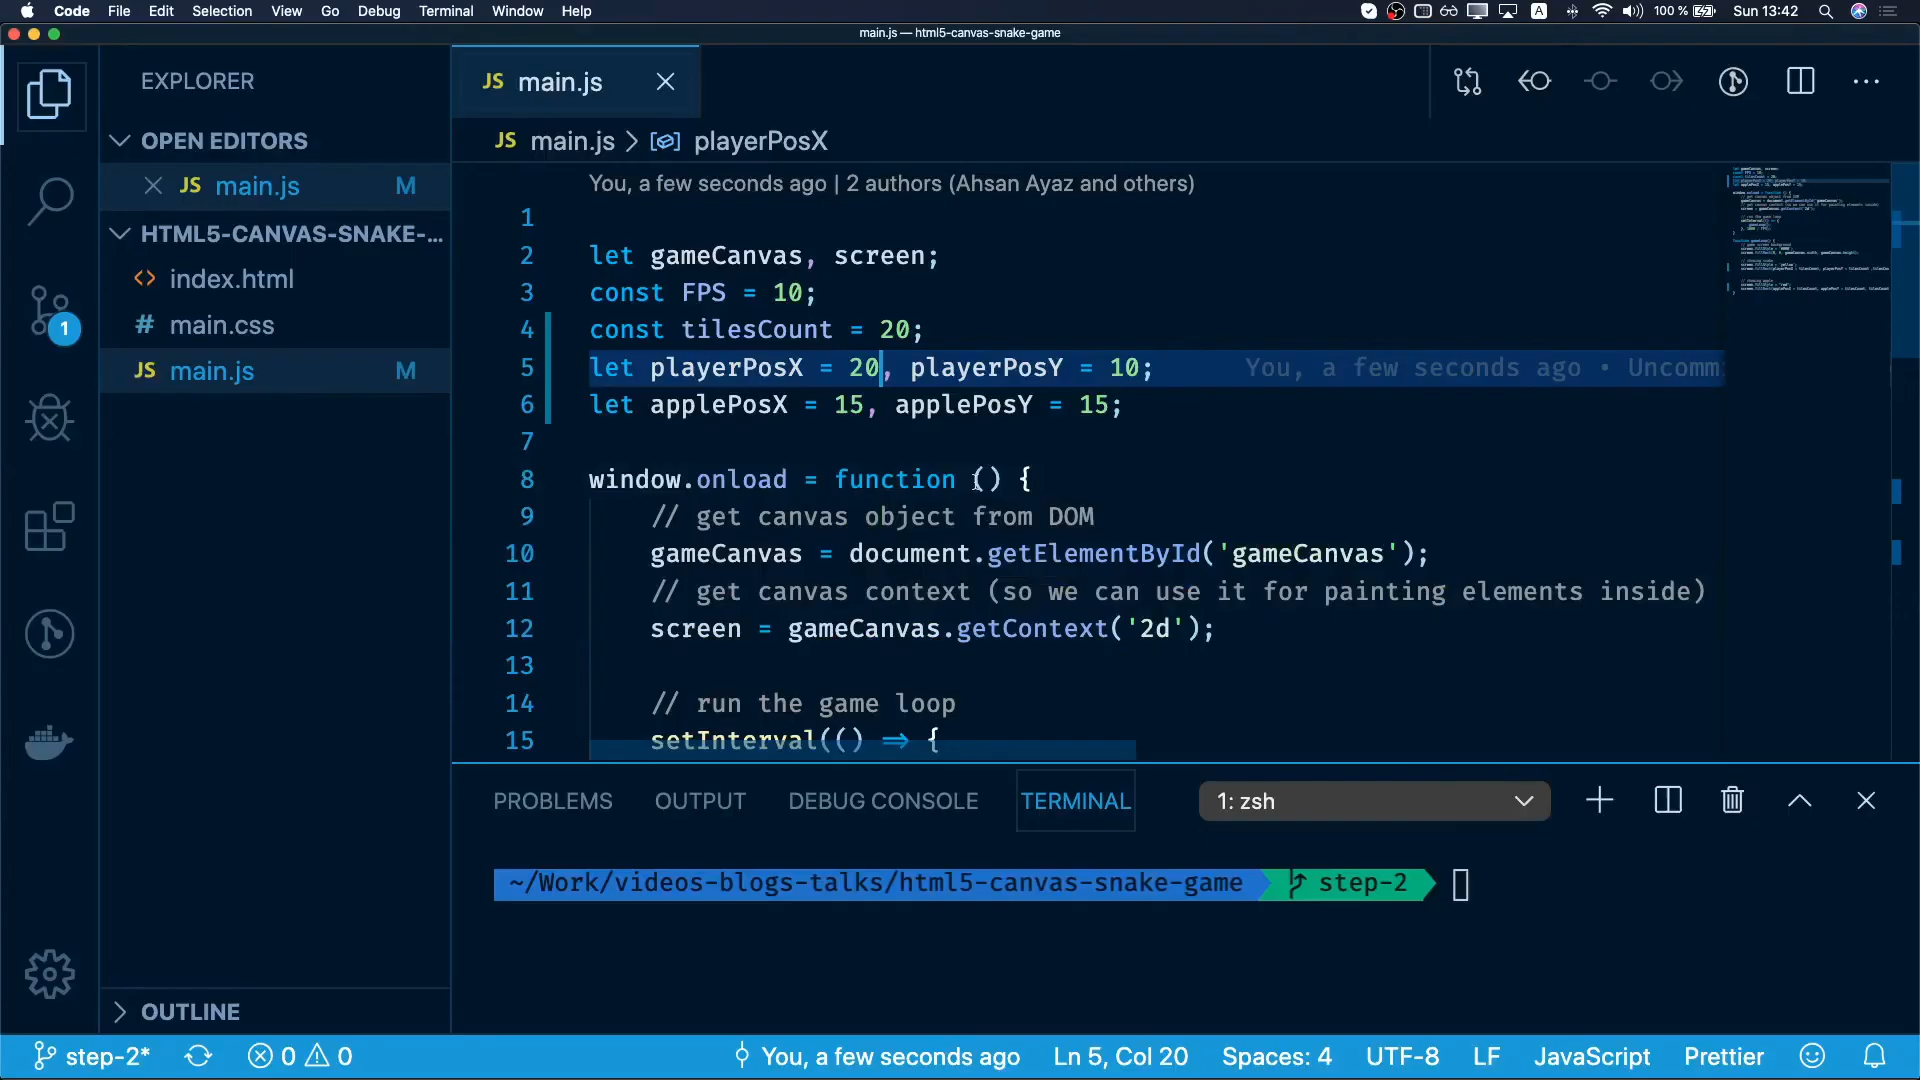 Code File Edit Selection View Go Debug Terminal Window Help
A 100 % Sun 13:42
main.js — html5-canvas-snake-game
EXPLORER
OPEN EDITORS
JS main.js M
HTML5-CANVAS-SNAKE-...
<> index.html
# main.css
JS main.js M
OUTLINE
JS main.js
JS main.js > playerPosX
You, a few seconds ago | 2 authors (Ahsan Ayaz and others)
1
2 let gameCanvas, screen;
3 const FPS = 10;
4 const tilesCount = 20;
5 let playerPosX = 20, playerPosY = 10; You, a few seconds ago • Uncomm
6 let applePosX = 15, applePosY = 15;
7
8 window.onload = function () {
9 // get canvas object from DOM
10 gameCanvas = document.getElementById('gameCanvas');
11 // get canvas context (so we can use it for painting elements inside)
12 screen = gameCanvas.getContext('2d');
13
14 // run the game loop
15 setInterval(() => {
PROBLEMS OUTPUT DEBUG CONSOLE TERMINAL 1: zsh
~/Work/videos-blogs-talks/html5-canvas-snake-game step-2
1
step-2* 0 0 You, a few seconds ago Ln 5, Col 20 Spaces: 4 UTF-8 LF JavaScript Prettier